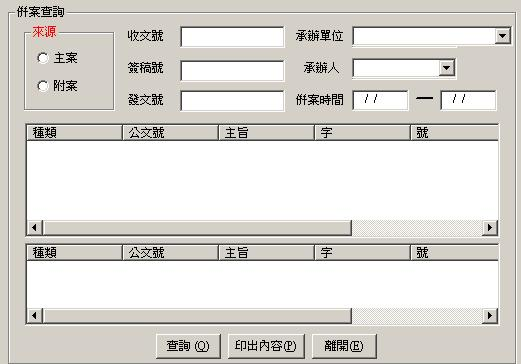 併案查詢
來源
主案
附案
收文號
承辦單位
簽稿號
承辦人
發文號
併案時間 / / — / /
種類 公文號 主旨 字 號
種類 公文號 主旨 字 號
查詢(Q) 印出內容(P) 離開(E)